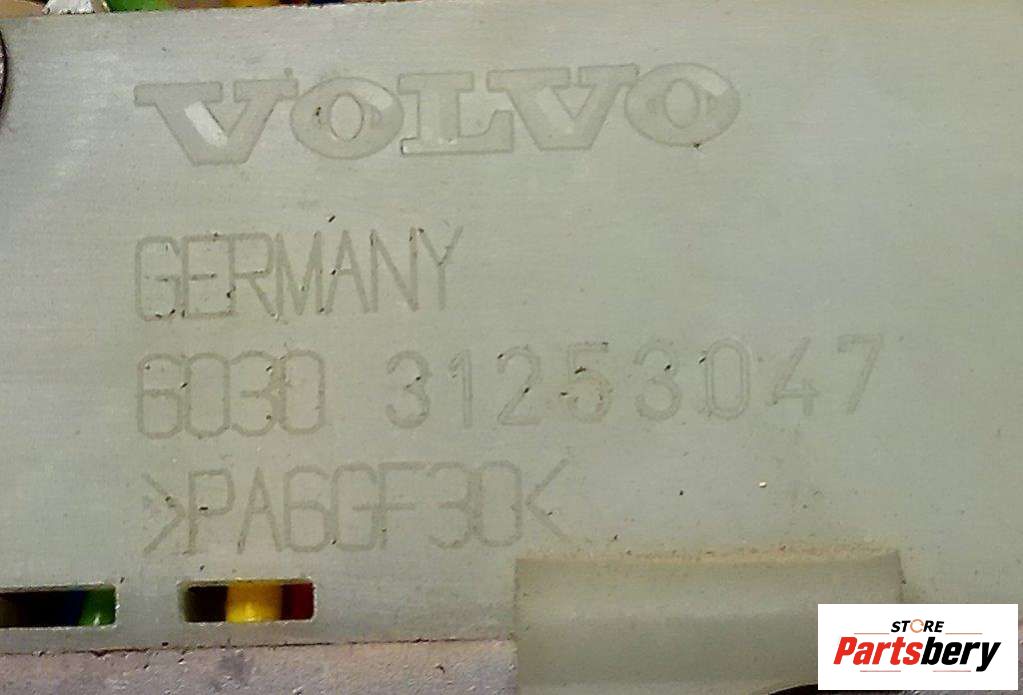 VOLVO
GERMANY
6030 31253047
>PA6GF30<
STORE
Partsbery